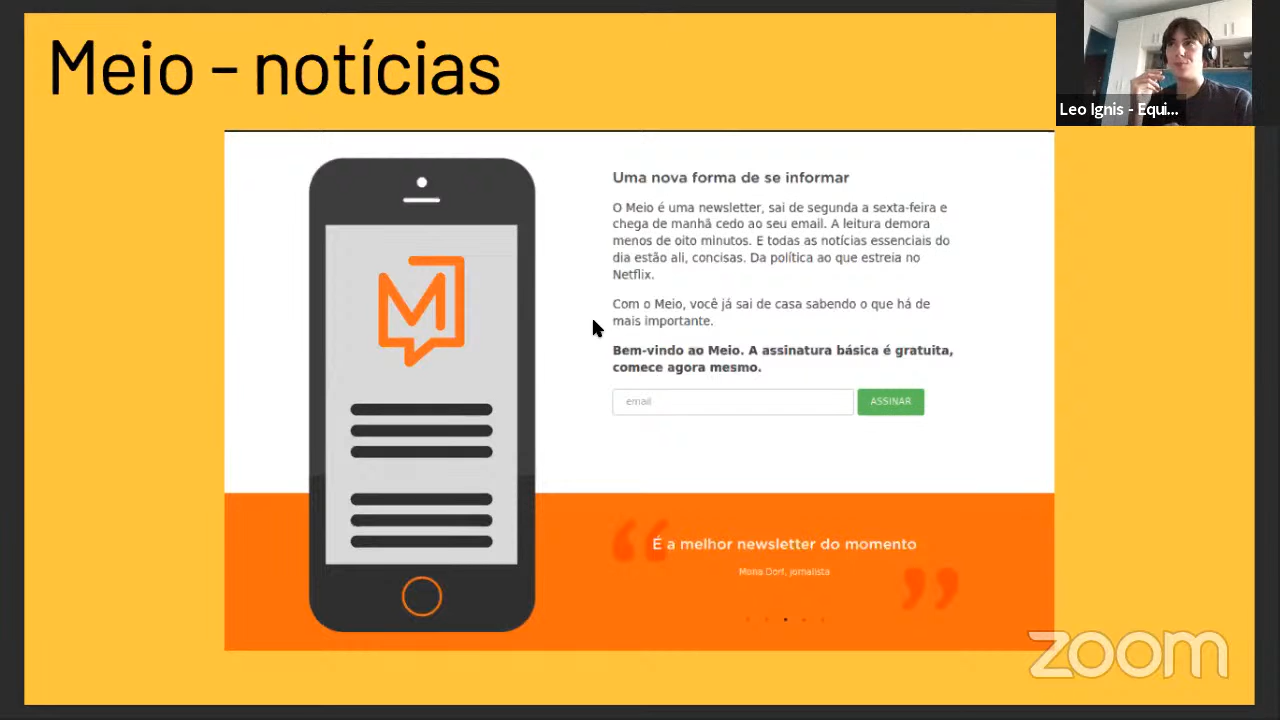 Meio - notícias
Leo Ignis - Equi...
Uma nova forma de se informar
O Meio é uma newsletter, sai de segunda a sexta-feira e
chega de manhã cedo ao seu email. A leitura demora
menos de oito minutos. E todas as notícias essenciais do
dia estão ali, concisas. Da política ao que estreia no
Netflix.
Com o Meio, você já sai de casa sabendo o que há de
mais importante.
Bem-vindo ao Meio. A assinatura básica é gratuita,
comece agora mesmo.
email
ASSINAR
M
“
É a melhor newsletter do momento
Mona Dorf, jornalista
”
zoom